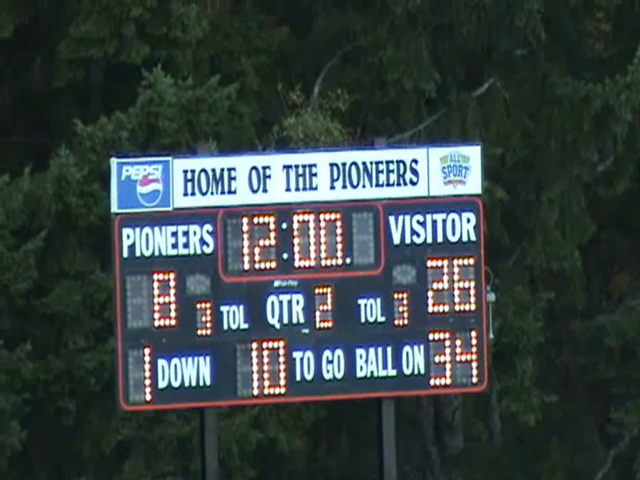 PEPSI HOME OF THE PIONEERS ALL SPORT
PIONEERS 12:00 VISITOR
8 3 TOL QTR 2 TOL 3 26
1 DOWN 10 TO GO BALL ON 34